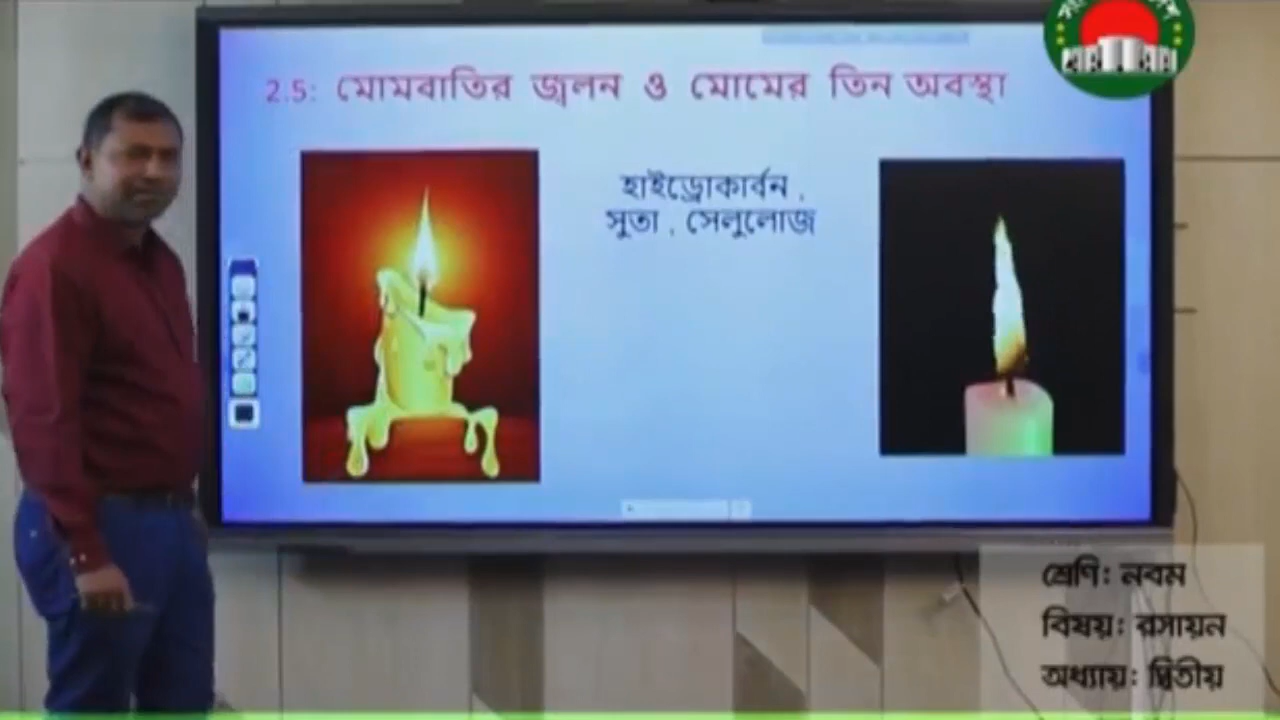 2.5: মোমবাতির জ্বলন ও মোমের তিন অবস্থা
হাইড্রোকার্বন ,
সুতা , সেলুলোজ
শ্রেণি: নবম
বিষয়: রসায়ন
অধ্যায়: দ্বিতীয়